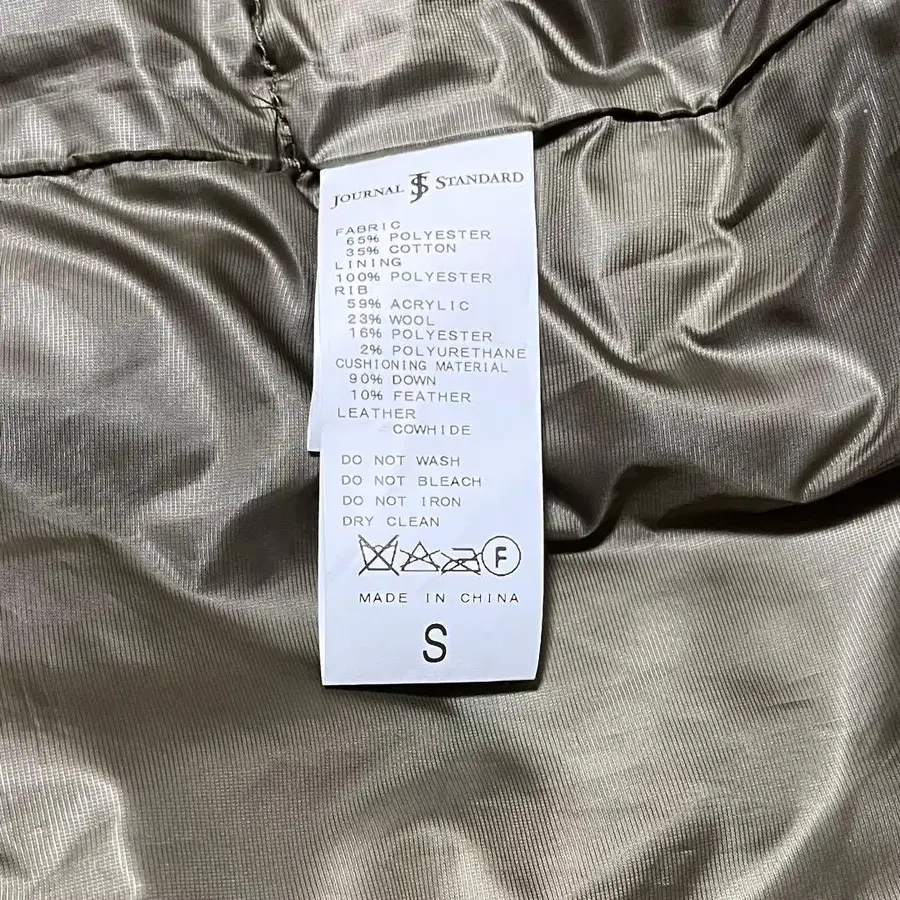 JOURNAL JS STANDARD
FABRIC
65% POLYESTER
35% COTTON
LINING
100% POLYESTER
RIB
59% ACRYLIC
23% WOOL
16% POLYESTER
2% POLYURETHANE
CUSHIONING MATERIAL
90% DOWN
10% FEATHER
LEATHER
COWHIDE
DO NOT WASH
DO NOT BLEACH
DO NOT IRON
DRY CLEAN
F
MADE IN CHINA
S